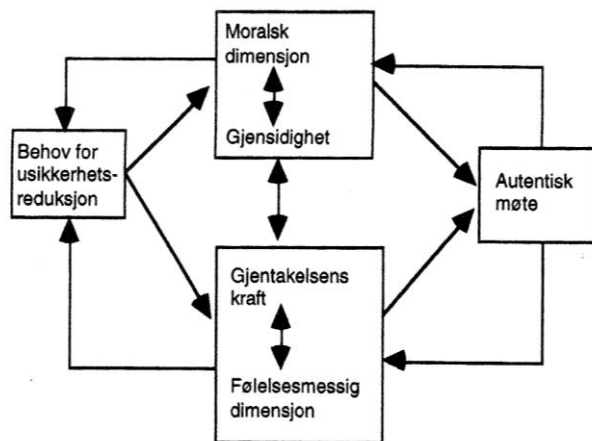 Moralsk
dimensjon
Gjensidighet
Behov for
usikkerhets-
reduksjon
Autentisk
møte
Gjentakelsens
kraft
Følelsesmessig
dimensjon